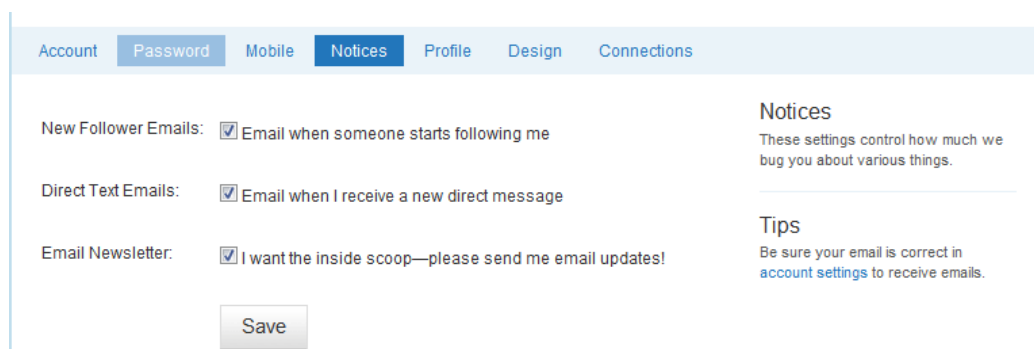 Account Password Mobile Notices Profile Design Connections
New Follower Emails: Email when someone starts following me
Direct Text Emails: Email when I receive a new direct message
Email Newsletter: I want the inside scoop—please send me email updates!
Save
Notices
These settings control how much we
bug you about various things.
Tips
Be sure your email is correct in
account settings to receive emails.